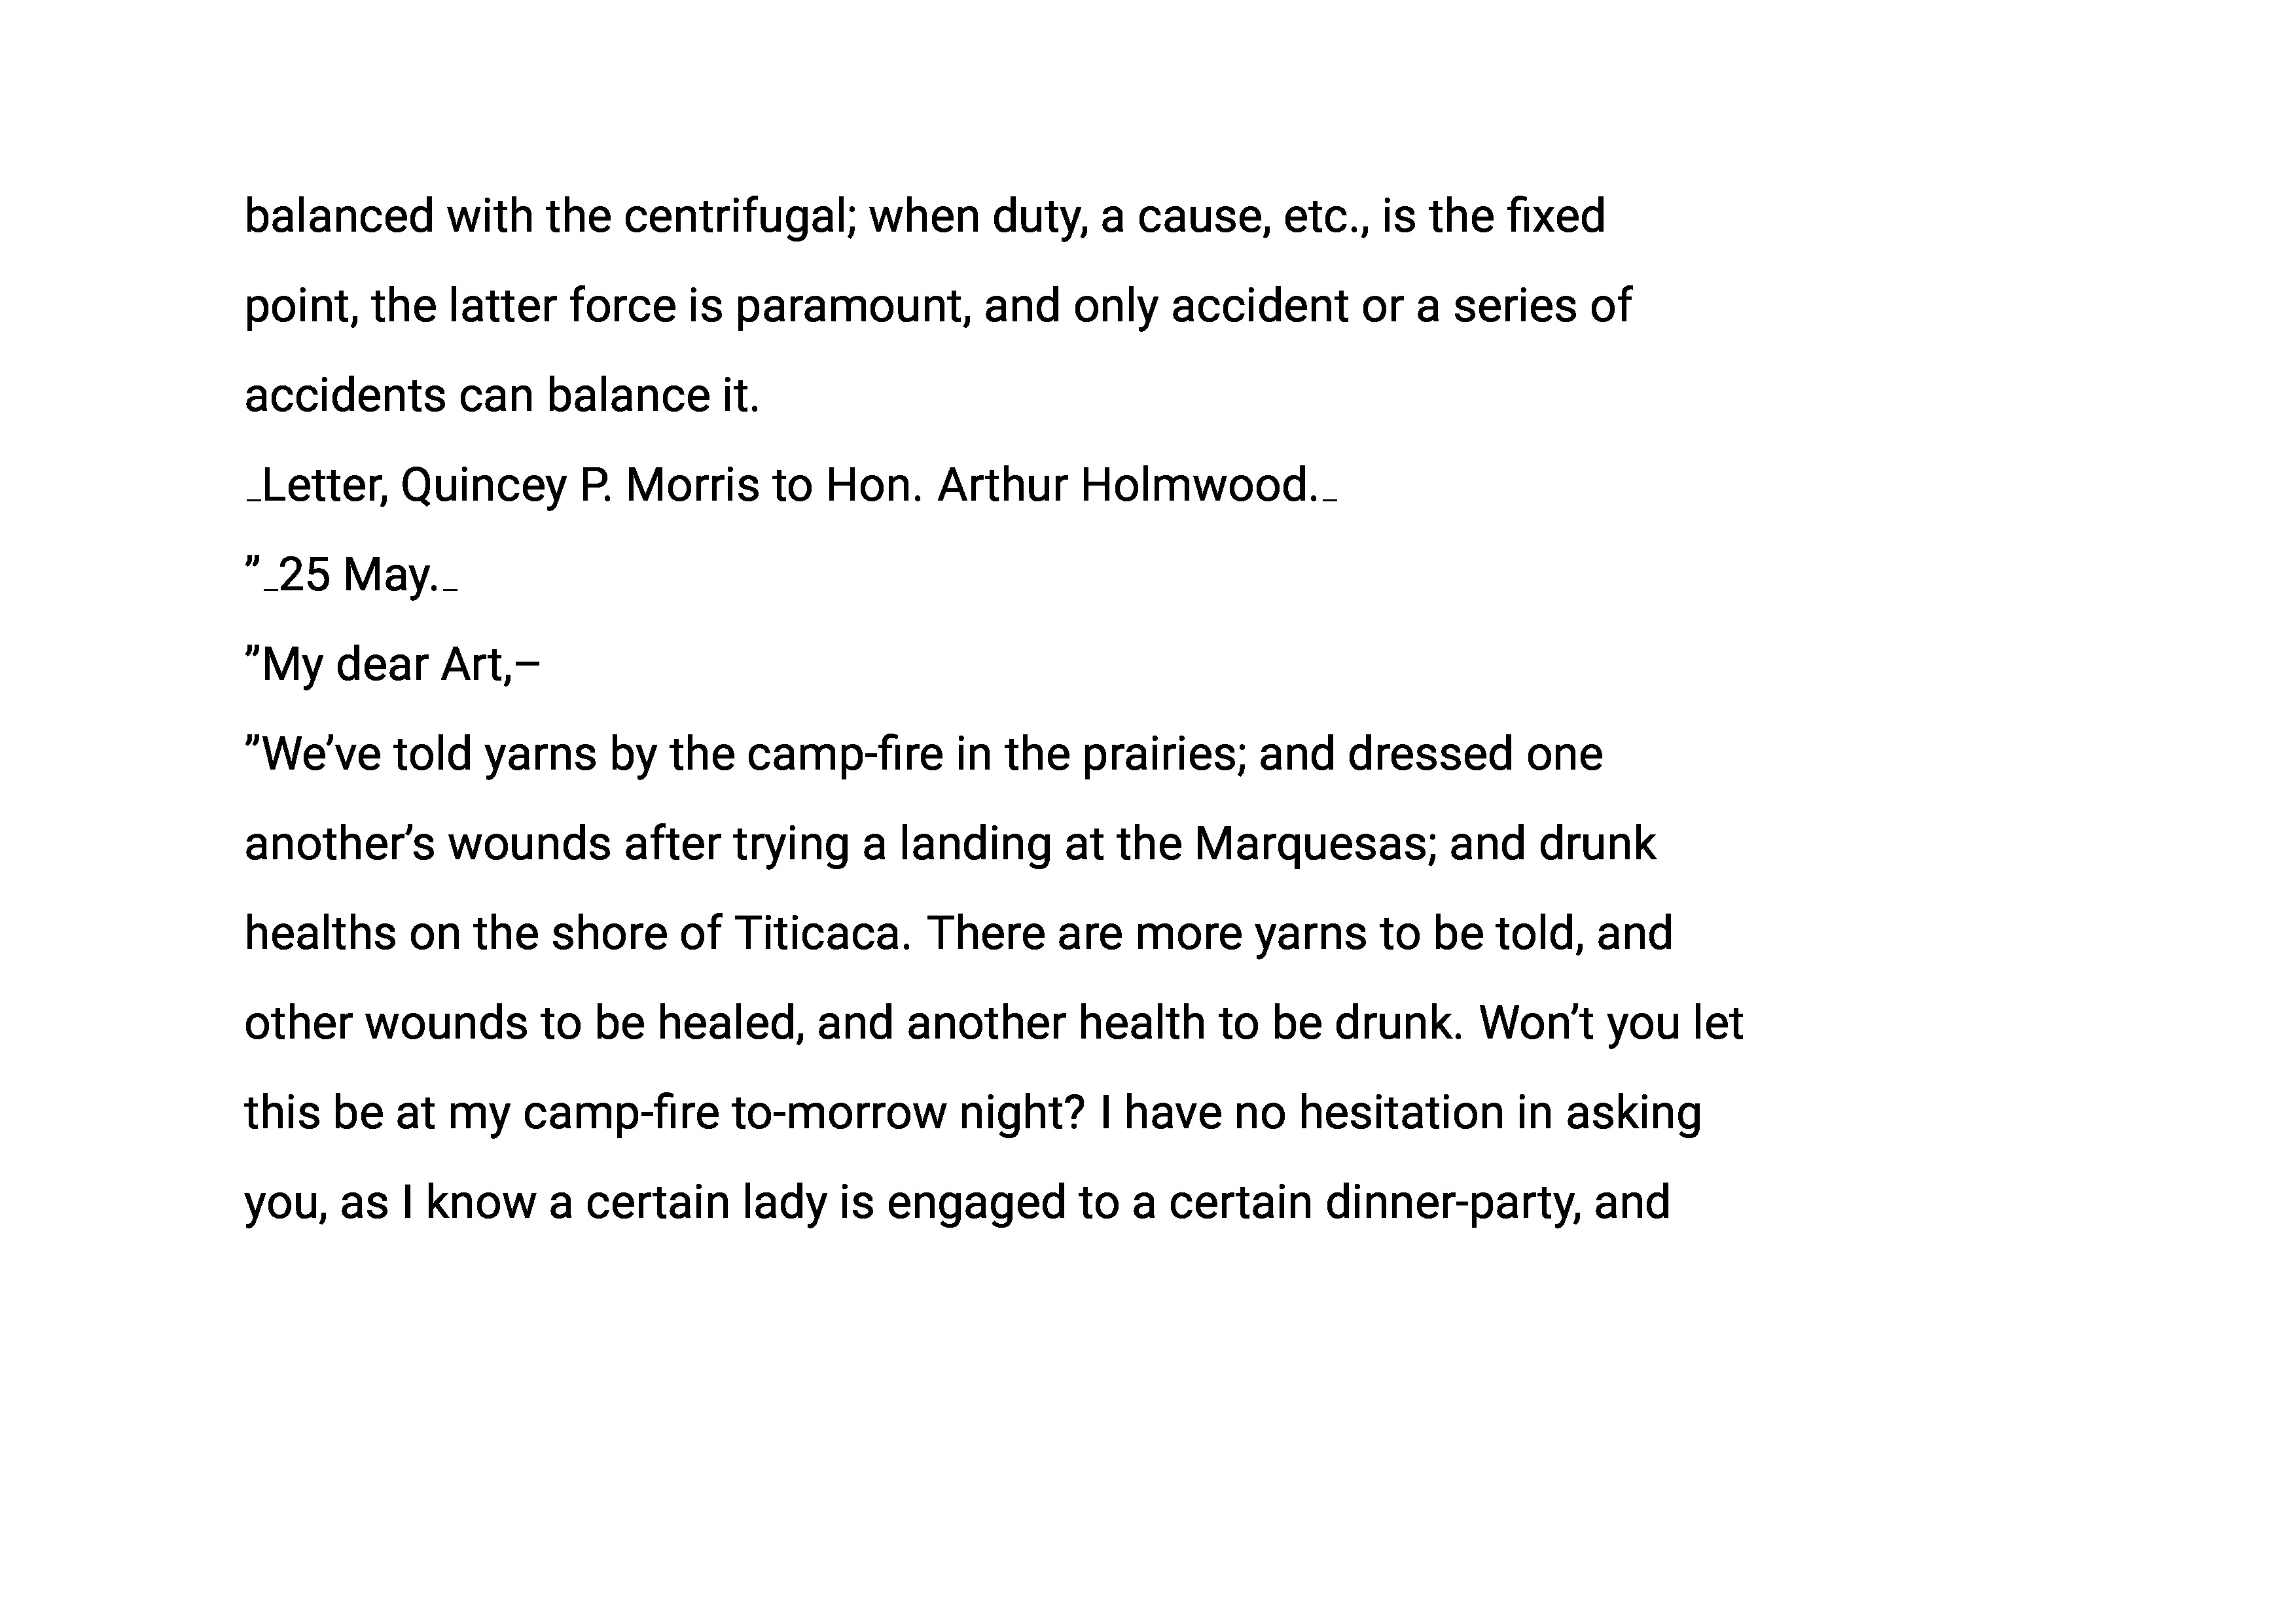 balanced with the centrifugal; when duty, a cause, etc., is the fixed
point, the latter force is paramount, and only accident or a series of
accidents can balance it.
_Letter, Quincey P. Morris to Hon. Arthur Holmwood._
”_25 May._
”My dear Art,–
”We’ve told yarns by the camp-fire in the prairies; and dressed one
another’s wounds after trying a landing at the Marquesas; and drunk
healths on the shore of Titicaca. There are more yarns to be told, and
other wounds to be healed, and another health to be drunk. Won’t you let
this be at my camp-fire to-morrow night? I have no hesitation in asking
you, as I know a certain lady is engaged to a certain dinner-party, and